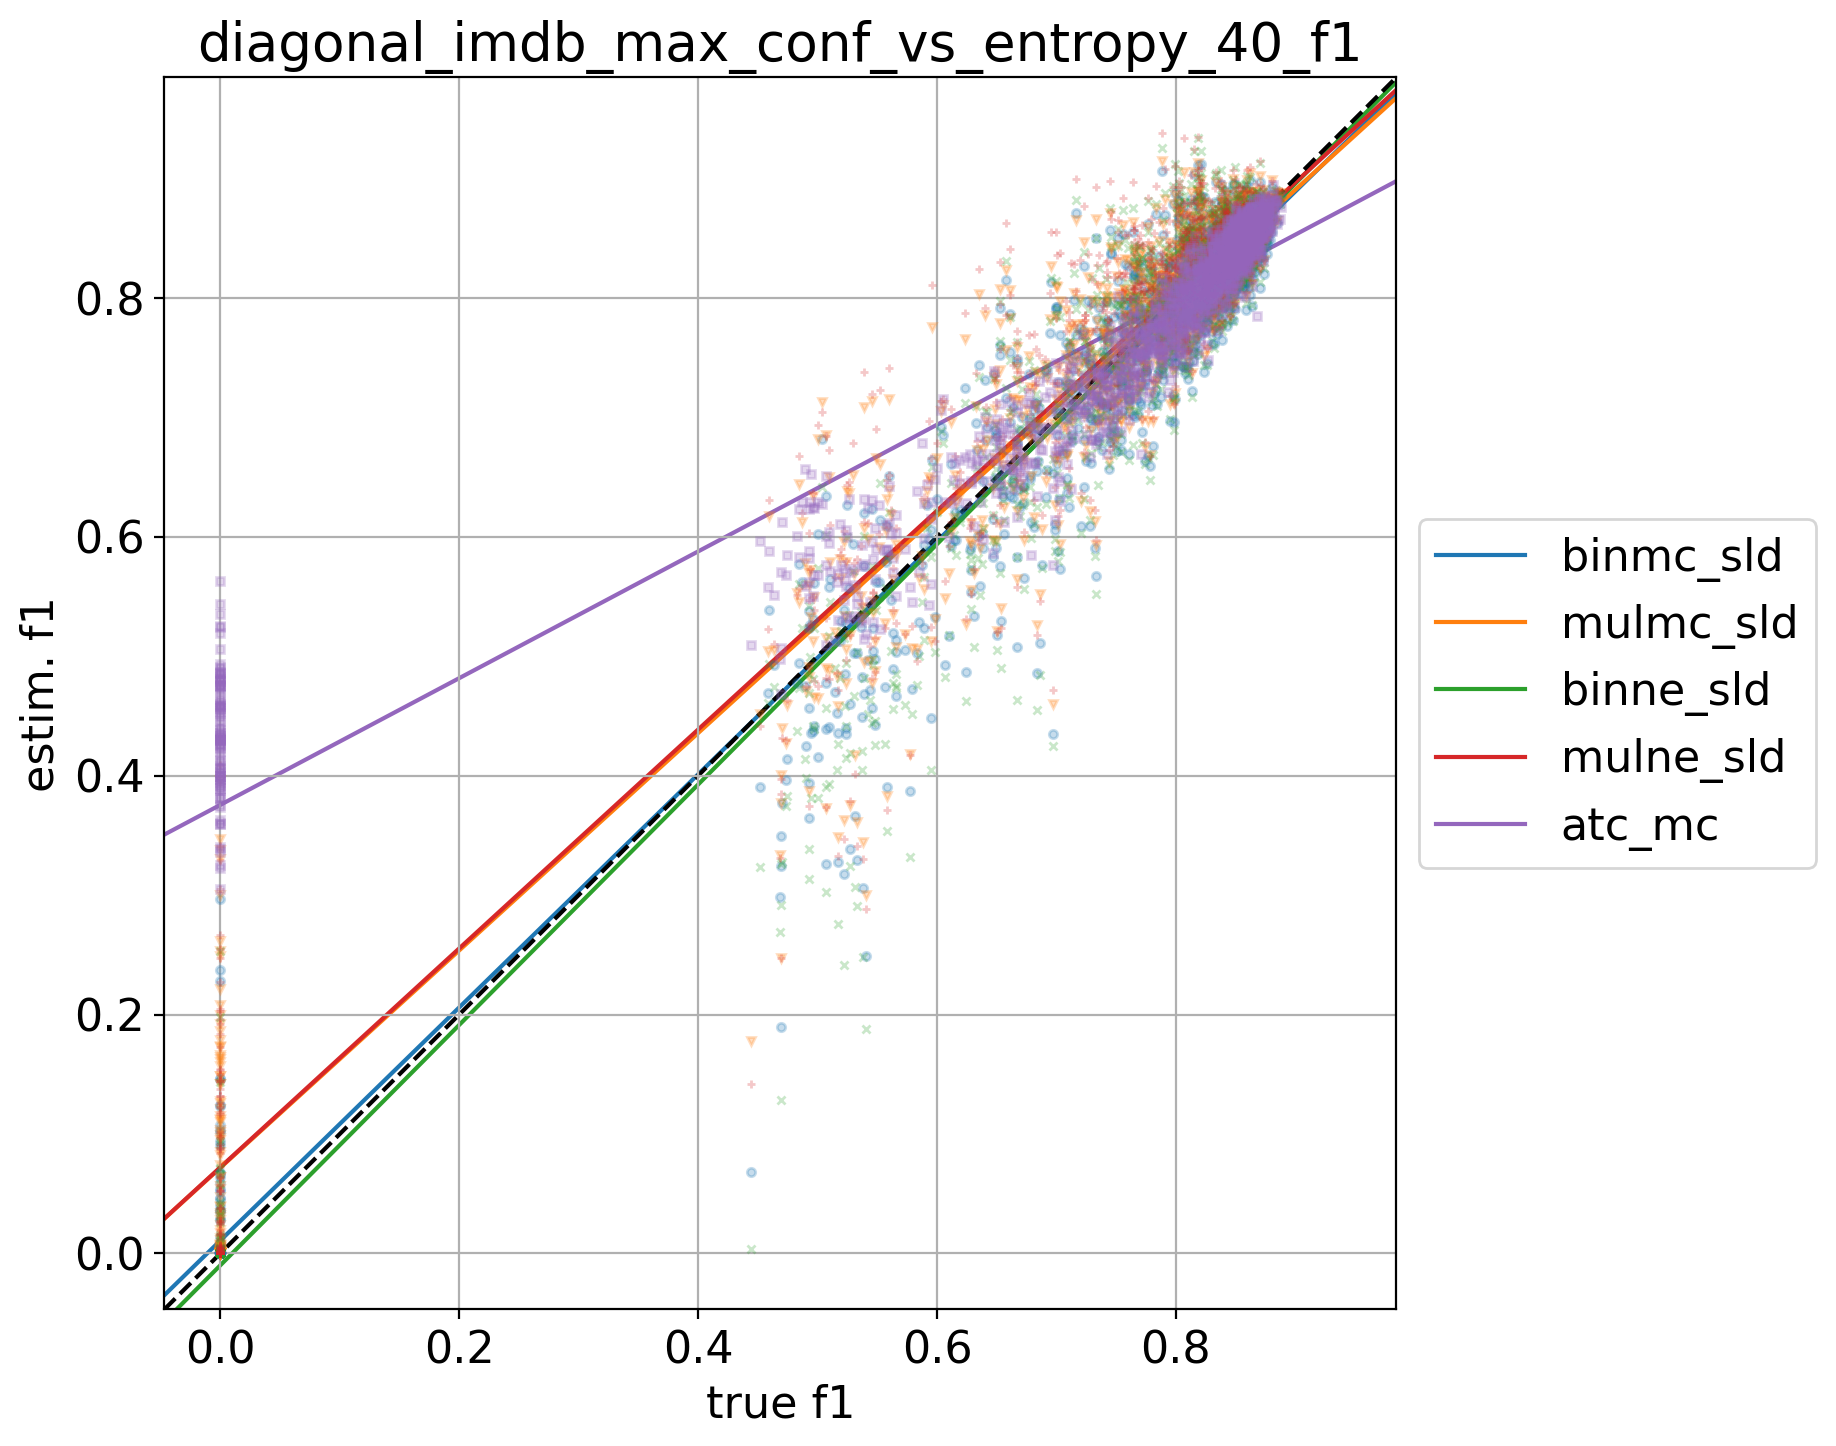 diagonal_imdb_max_conf_vs_entropy_40_f1
estim. f1
0.8
0.6
0.4
0.2
0.0
0.0 0.2 0.4 0.6 0.8
true f1
binmc_sld
mulmc_sld
binne_sld
mulne_sld
atc_mc